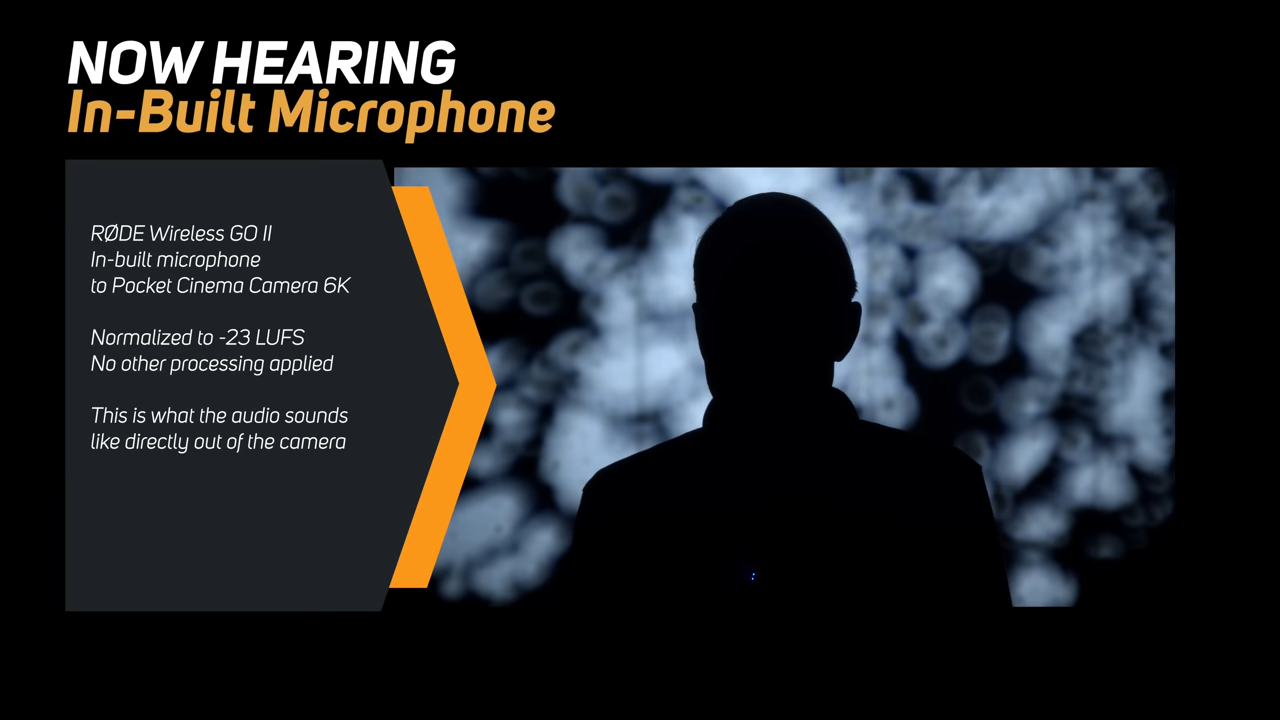 NOW HEARING
In-Built Microphone
RØDE Wireless GO II
In-built microphone
to Pocket Cinema Camera 6K
Normalized to -23 LUFS
No other processing applied
This is what the audio sounds
like directly out of the camera